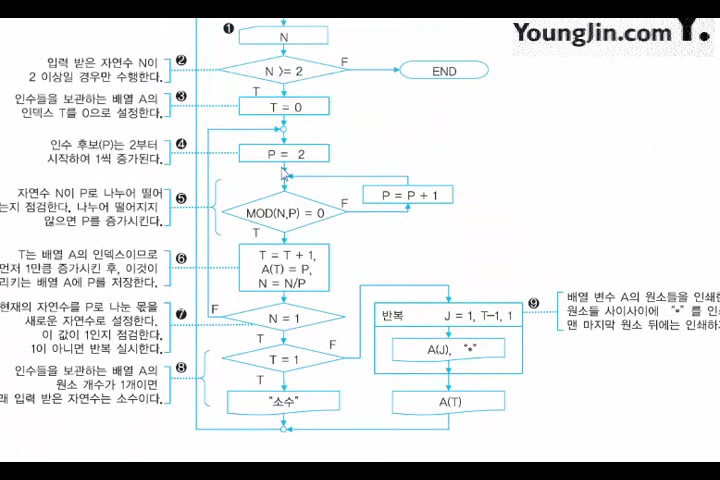 YoungJin.com Y.
❶
N
❷
입력 받은 자연수 N이
2 이상일 경우만 수행한다.
N >= 2
F
END
T
❸
인수들을 보관하는 배열 A의
인덱스 T를 0으로 설정한다.
T = 0
❹
인수 후보(P)는 2부터
시작하여 1씩 증가된다.
P = 2
❺
자연수 N이 P로 나누어 떨어
는지 점검한다. 나누어 떨어지지
않으면 P를 증가시킨다.
MOD(N,P) = 0
F
P = P + 1
T
❻
T는 배열 A의 인덱스이므로
먼저 1만큼 증가시킨 후, 이것이
리키는 배열 A에 P를 저장한다.
T = T + 1,
A(T) = P,
N = N/P
❼
현재의 자연수를 P로 나눈 몫을
새로운 자연수로 설정한다.
이 값이 1인지 점검한다.
1이 아니면 반복 실시한다.
F
N = 1
T
❽
인수들을 보관하는 배열 A의
원소 개수가 1개이면
래 입력 받은 자연수는 소수이다.
T = 1
F
T
"소수"
❾
배열 변수 A의 원소들을 인쇄한
원소들 사이사이에 "*" 를 인쇄
맨 마지막 원소 뒤에는 인쇄하지
반복 J = 1, T-1, 1
A(J), "*"
A(T)